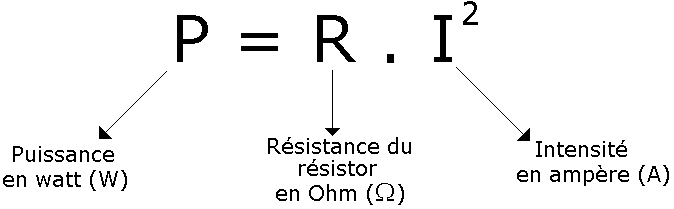 P = R . I²
Puissance
en watt (W)
Résistance du
résistor
en Ohm (Ω)
Intensité
en ampère (A)